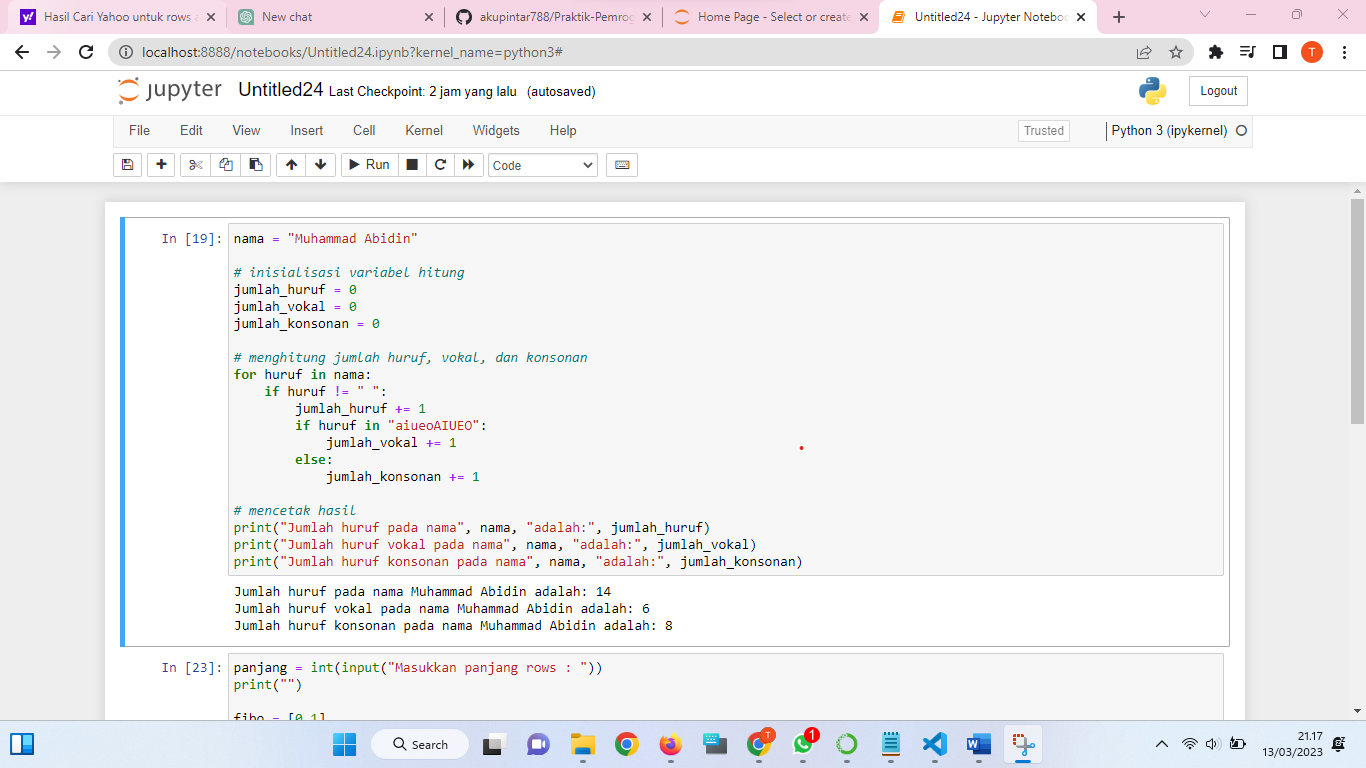 Hasil Cari Yahoo untuk rows a
New chat
akupintar788/Praktik-Pemrog
Home Page - Select or create
Untitled24 - Jupyter Notebook
localhost:8888/notebooks/Untitled24.ipynb?kernel_name=python3#
T
jupyter Untitled24 Last Checkpoint: 2 jam yang lalu (autosaved)
Logout
File Edit View Insert Cell Kernel Widgets Help
Trusted
Python 3 (ipykernel)
Run
Code
In [19]:
nama = "Muhammad Abidin"
# inisialisasi variabel hitung
jumlah_huruf = 0
jumlah_vokal = 0
jumlah_konsonan = 0
# menghitung jumlah huruf, vokal, dan konsonan
for huruf in nama:
    if huruf != " ":
        jumlah_huruf += 1
        if huruf in "aiueoAIUEO":
            jumlah_vokal += 1
        else:
            jumlah_konsonan += 1
# mencetak hasil
print("Jumlah huruf pada nama", nama, "adalah:", jumlah_huruf)
print("Jumlah huruf vokal pada nama", nama, "adalah:", jumlah_vokal)
print("Jumlah huruf konsonan pada nama", nama, "adalah:", jumlah_konsonan)
Jumlah huruf pada nama Muhammad Abidin adalah: 14
Jumlah huruf vokal pada nama Muhammad Abidin adalah: 6
Jumlah huruf konsonan pada nama Muhammad Abidin adalah: 8
In [23]:
panjang = int(input("Masukkan panjang rows : "))
print("")
fibo = [0,1]
Search
T
1
21.17
13/03/2023